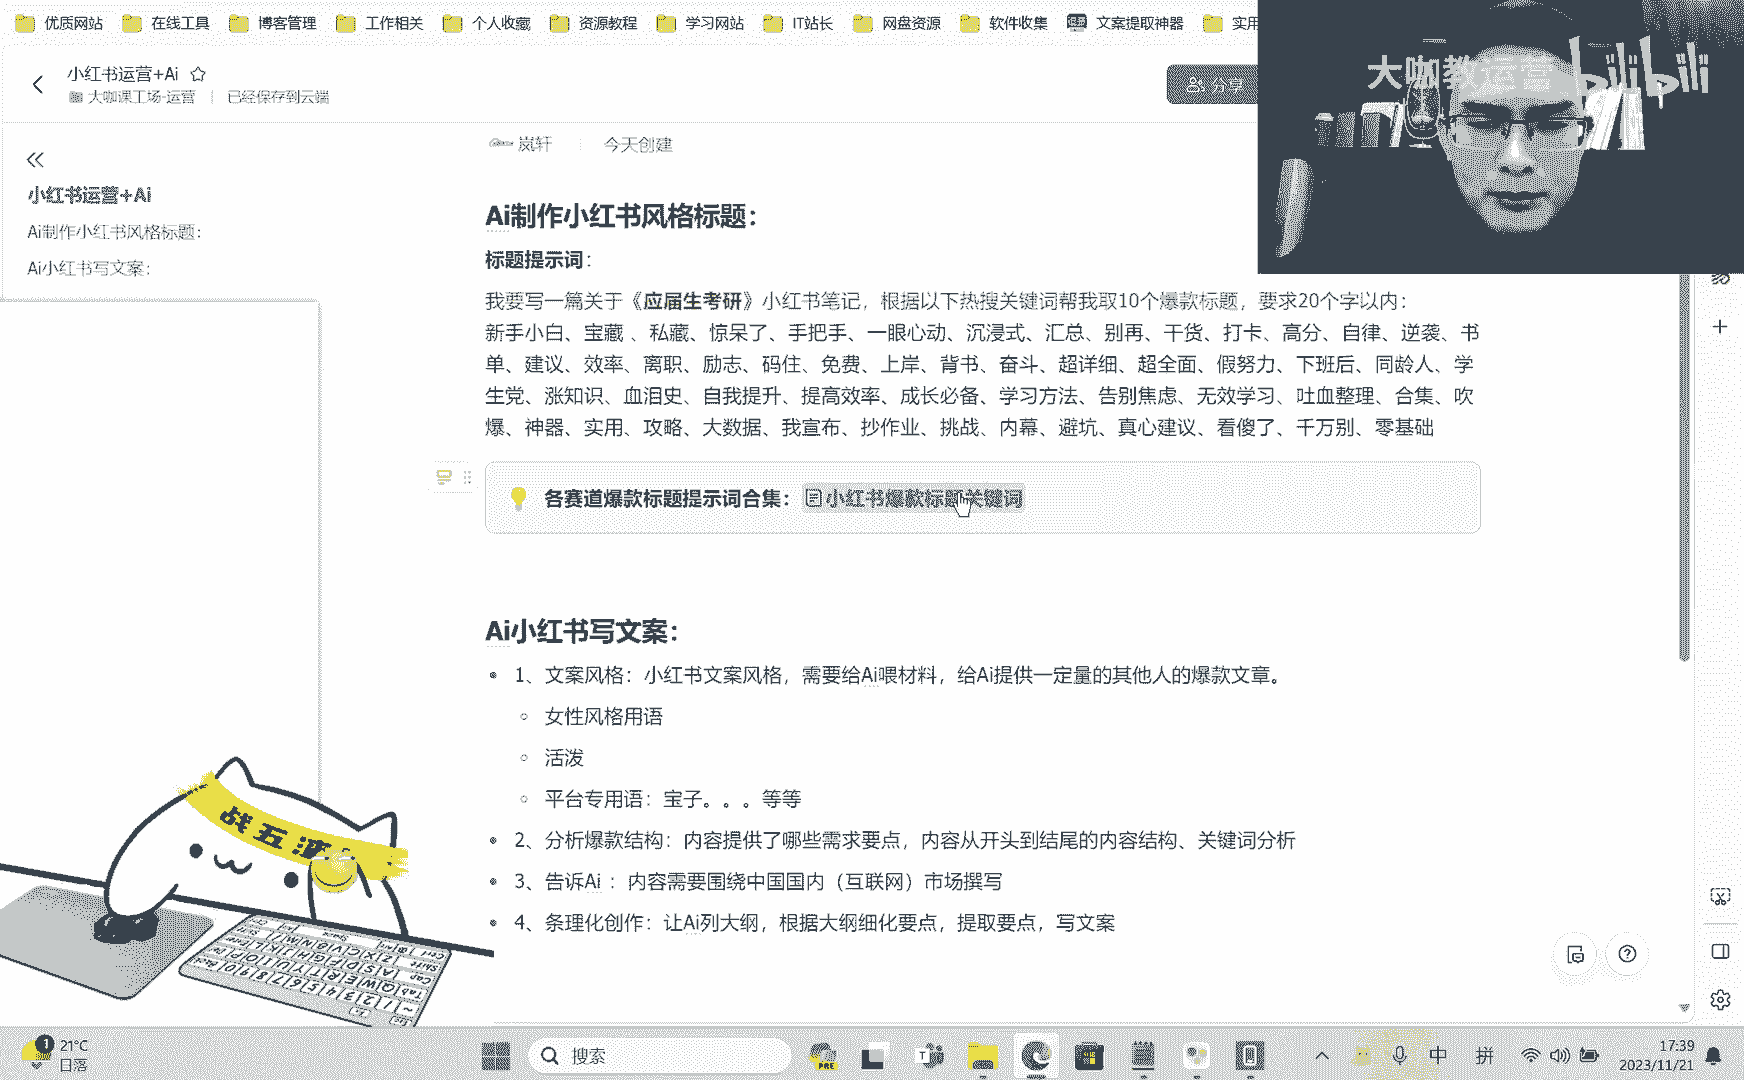 优质网站 在线工具 博客管理 工作相关 个人收藏 资源教程 学习网站 IT站长 网盘资源 软件收集 文案提取神器 实用
大咖教运营 bilibili
小红书运营+Ai
大咖课工场-运营 已经保存到云端
分享
岚轩 今天创建
小红书运营+Ai
Ai制作小红书风格标题：
Ai小红书写文案：
Ai制作小红书风格标题：
标题提示词：
我要写一篇关于《应届生考研》小红书笔记，根据以下热搜关键词帮我取10个爆款标题，要求20个字以内：
新手小白、宝藏 、私藏、惊呆了、手把手、一眼心动、沉浸式、汇总、别再、干货、打卡、高分、自律、逆袭、书
单、建议、效率、离职、励志、码住、免费、上岸、背书、奋斗、超详细、超全面、假努力、下班后、同龄人、学
生党、涨知识、血泪史、自我提升、提高效率、成长必备、学习方法、告别焦虑、无效学习、吐血整理、合集、吹
爆、神器、实用、攻略、大数据、我宣布、抄作业、挑战、内幕、避坑、真心建议、看傻了、千万别、零基础
各赛道爆款标题提示词合集： 小红书爆款标题关键词
Ai小红书写文案：
1、文案风格：小红书文案风格，需要给Ai喂材料，给Ai提供一定量的其他人的爆款文章。
女性风格用语
活泼
平台专用语：宝子。。。等等
2、分析爆款结构：内容提供了哪些需求要点，内容从开头到结尾的内容结构、关键词分析
3、告诉Ai ：内容需要围绕中国国内（互联网）市场撰写
4、条理化创作：让Ai列大纲，根据大纲细化要点，提取要点，写文案
战五渣
1 21°C
日落
搜索
PRE
中 拼
17:39
2023/11/21